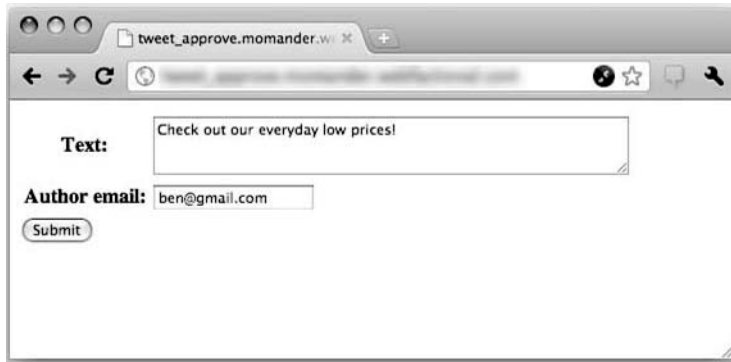 tweet_approve.momander.w
Text:
Check out our everyday low prices!
Author email:
ben@gmail.com
Submit